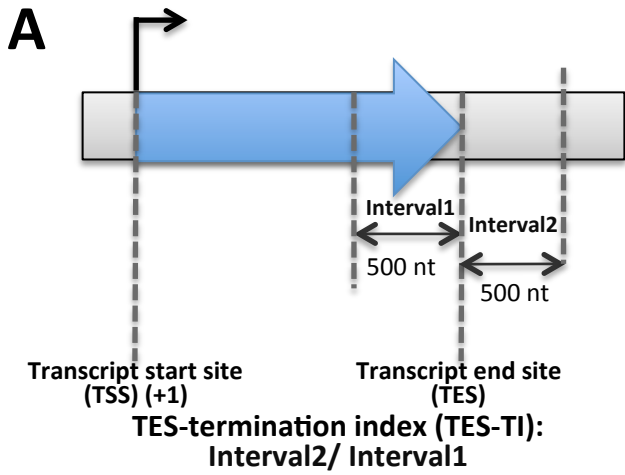 A
Interval1
Interval2
500 nt
500 nt
Transcript start site
(TSS) (+1)
Transcript end site
(TES)
TES-termination index (TES-TI):
Interval2/ Interval1